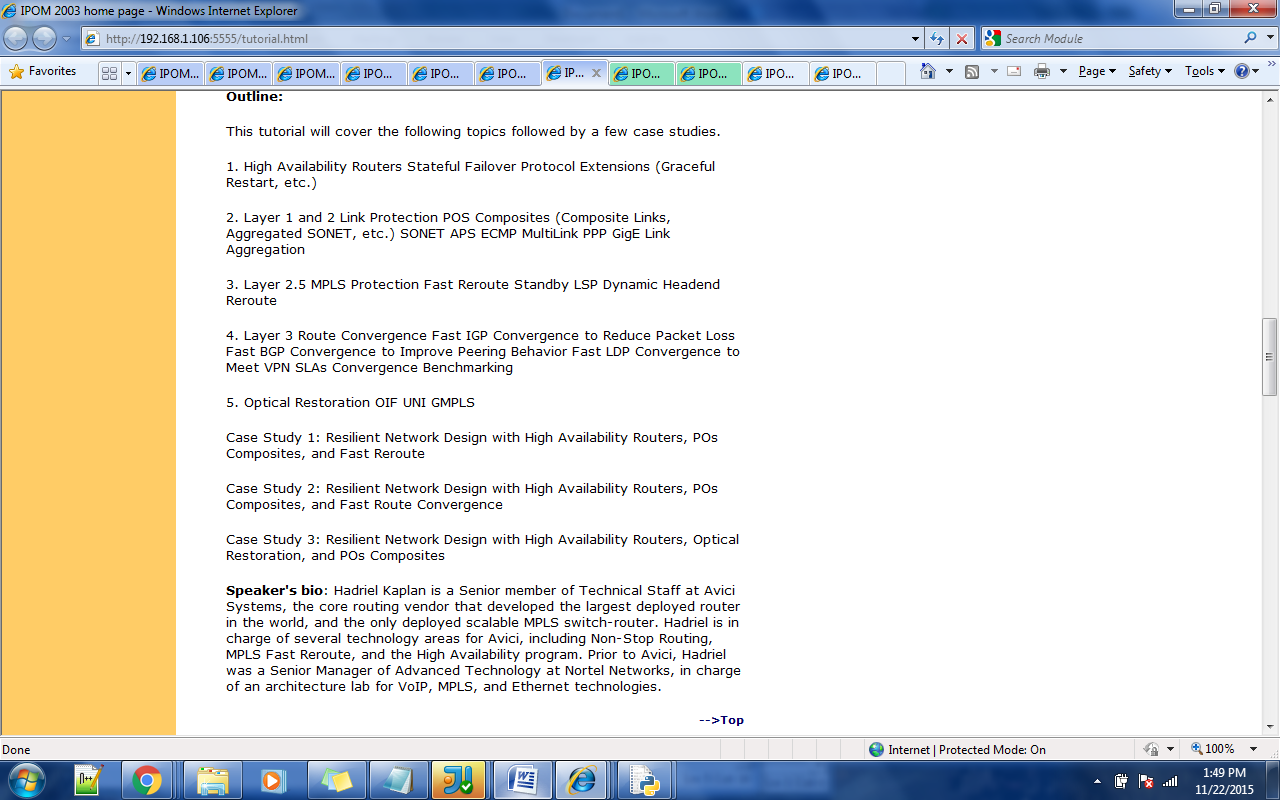 IPOM 2003 home page - Windows Internet Explorer
http://192.168.1.106:5555/tutorial.html
Search Module
Favorites
IPOM...
IPOM...
IPOM...
IPO...
IPO...
IPO...
IP...
IPO...
IPO...
IPO...
IPO...
Page
Safety
Tools
Outline:
This tutorial will cover the following topics followed by a few case studies.
1. High Availability Routers Stateful Failover Protocol Extensions (Graceful
Restart, etc.)
2. Layer 1 and 2 Link Protection POS Composites (Composite Links,
Aggregated SONET, etc.) SONET APS ECMP MultiLink PPP GigE Link
Aggregation
3. Layer 2.5 MPLS Protection Fast Reroute Standby LSP Dynamic Headend
Reroute
4. Layer 3 Route Convergence Fast IGP Convergence to Reduce Packet Loss
Fast BGP Convergence to Improve Peering Behavior Fast LDP Convergence to
Meet VPN SLAs Convergence Benchmarking
5. Optical Restoration OIF UNI GMPLS
Case Study 1: Resilient Network Design with High Availability Routers, POs
Composites, and Fast Reroute
Case Study 2: Resilient Network Design with High Availability Routers, POs
Composites, and Fast Route Convergence
Case Study 3: Resilient Network Design with High Availability Routers, Optical
Restoration, and POs Composites
Speaker's bio: Hadriel Kaplan is a Senior member of Technical Staff at Avici
Systems, the core routing vendor that developed the largest deployed router
in the world, and the only deployed scalable MPLS switch-router. Hadriel is in
charge of several technology areas for Avici, including Non-Stop Routing,
MPLS Fast Reroute, and the High Availability program. Prior to Avici, Hadriel
was a Senior Manager of Advanced Technology at Nortel Networks, in charge
of an architecture lab for VoIP, MPLS, and Ethernet technologies.
-->Top
Done
Internet | Protected Mode: On
100%
1:49 PM
11/22/2015